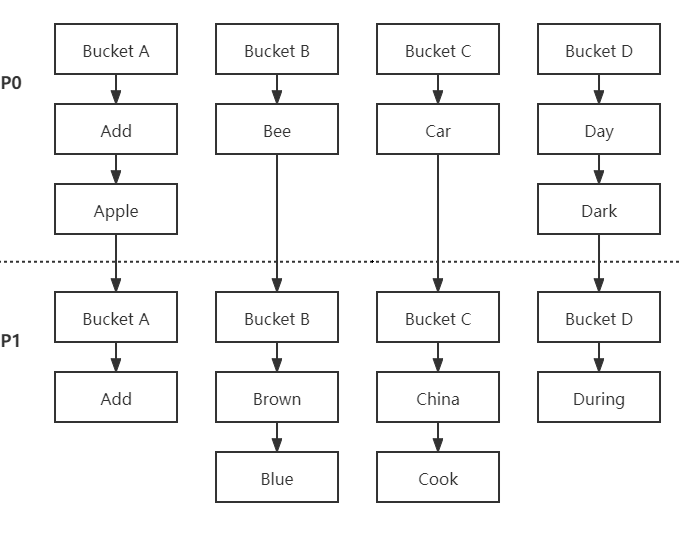 Bucket A
Bucket B
Bucket C
Bucket D
P0
Add
Bee
Car
Day
Apple
Dark
Bucket A
Bucket B
Bucket C
Bucket D
P1
Add
Brown
China
During
Blue
Cook